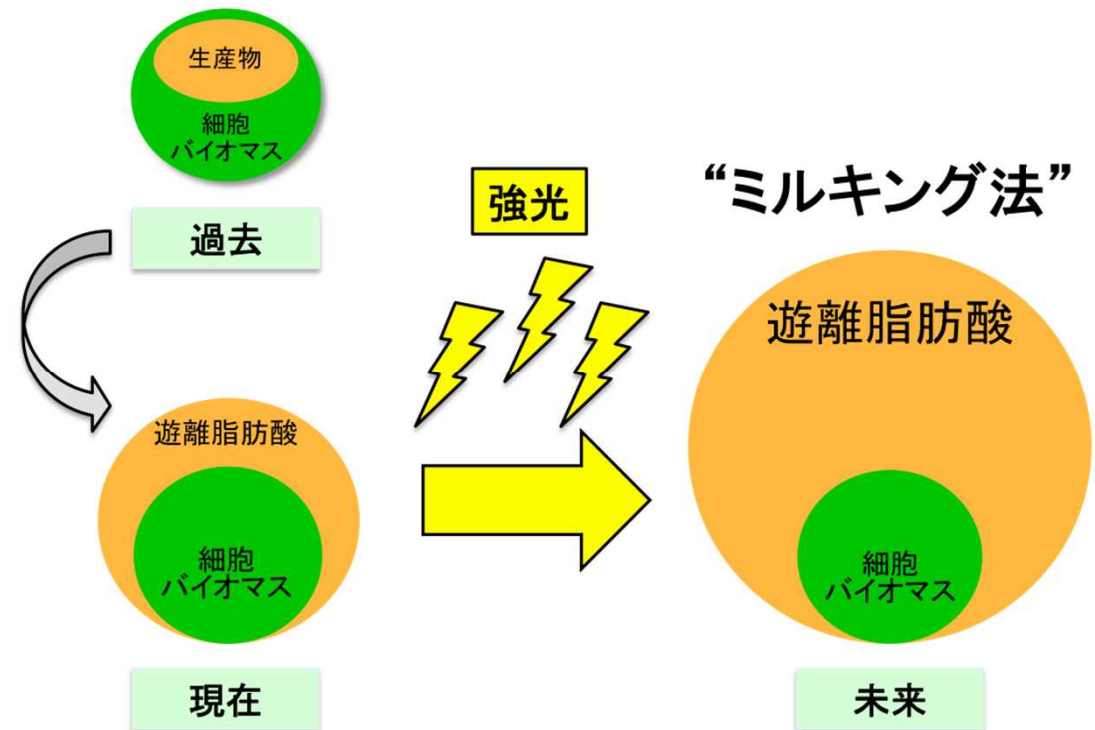 生産物
細胞
バイオマス
過去
強光
“ミルキング法”
遊離脂肪酸
細胞
バイオマス
現在
遊離脂肪酸
細胞
バイオマス
未来